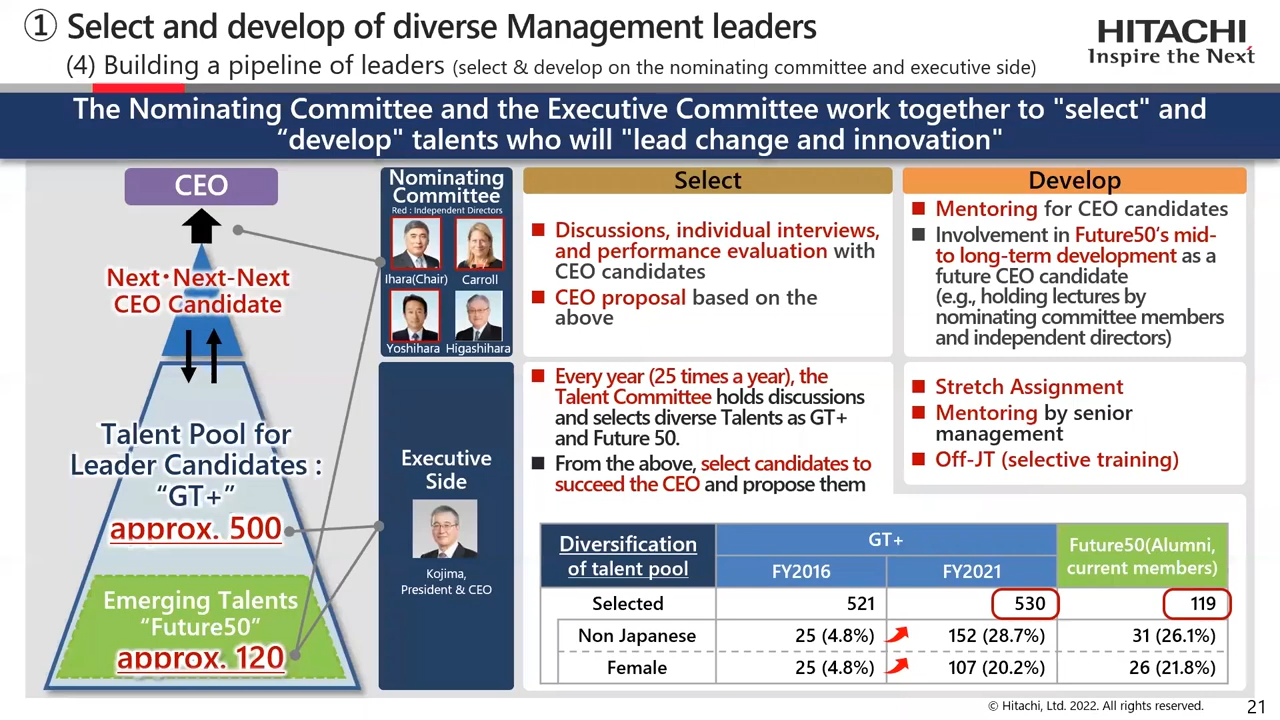 ① Select and develop of diverse Management leaders
(4) Building a pipeline of leaders (select & develop on the nominating committee and executive side)
HITACHI
Inspire the Next
The Nominating Committee and the Executive Committee work together to "select" and
“develop" talents who will "lead change and innovation"
CEO
Next・Next-Next
CEO Candidate
Talent Pool for
Leader Candidates :
“GT+”
approx. 500
Emerging Talents
“Future50”
approx. 120
Nominating
Committee
Red : Independent Directors
Ihara(Chair) Carroll
Yoshihara Higashihara
Executive
Side
Kojima,
President & CEO
Select
■ Discussions, individual interviews,
and performance evaluation with
CEO candidates
■ CEO proposal based on the
above
■ Every year (25 times a year), the
Talent Committee holds discussions
and selects diverse Talents as GT+
and Future 50.
■ From the above, select candidates to
succeed the CEO and propose them
Develop
■ Mentoring for CEO candidates
■ Involvement in Future50‘s mid-
to long-term development as a
future CEO candidate
(e.g., holding lectures by
nominating committee members
and independent directors)
■ Stretch Assignment
■ Mentoring by senior
management
■ Off-JT (selective training)
Diversification
of talent pool
GT+
FY2016 FY2021
Future50(Alumni,
current members)
Selected 521 530 119
Non Japanese 25 (4.8%) 152 (28.7%) 31 (26.1%)
Female 25 (4.8%) 107 (20.2%) 26 (21.8%)
© Hitachi, Ltd. 2022. All rights reserved.
21